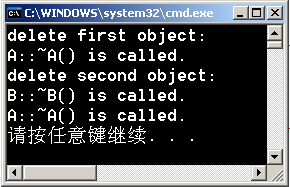 C:\WINDOWS\system32\cmd.exe
delete first object:
A::~A() is called.
delete second object:
B::~B() is called.
A::~A() is called.
请按任意键继续. . .